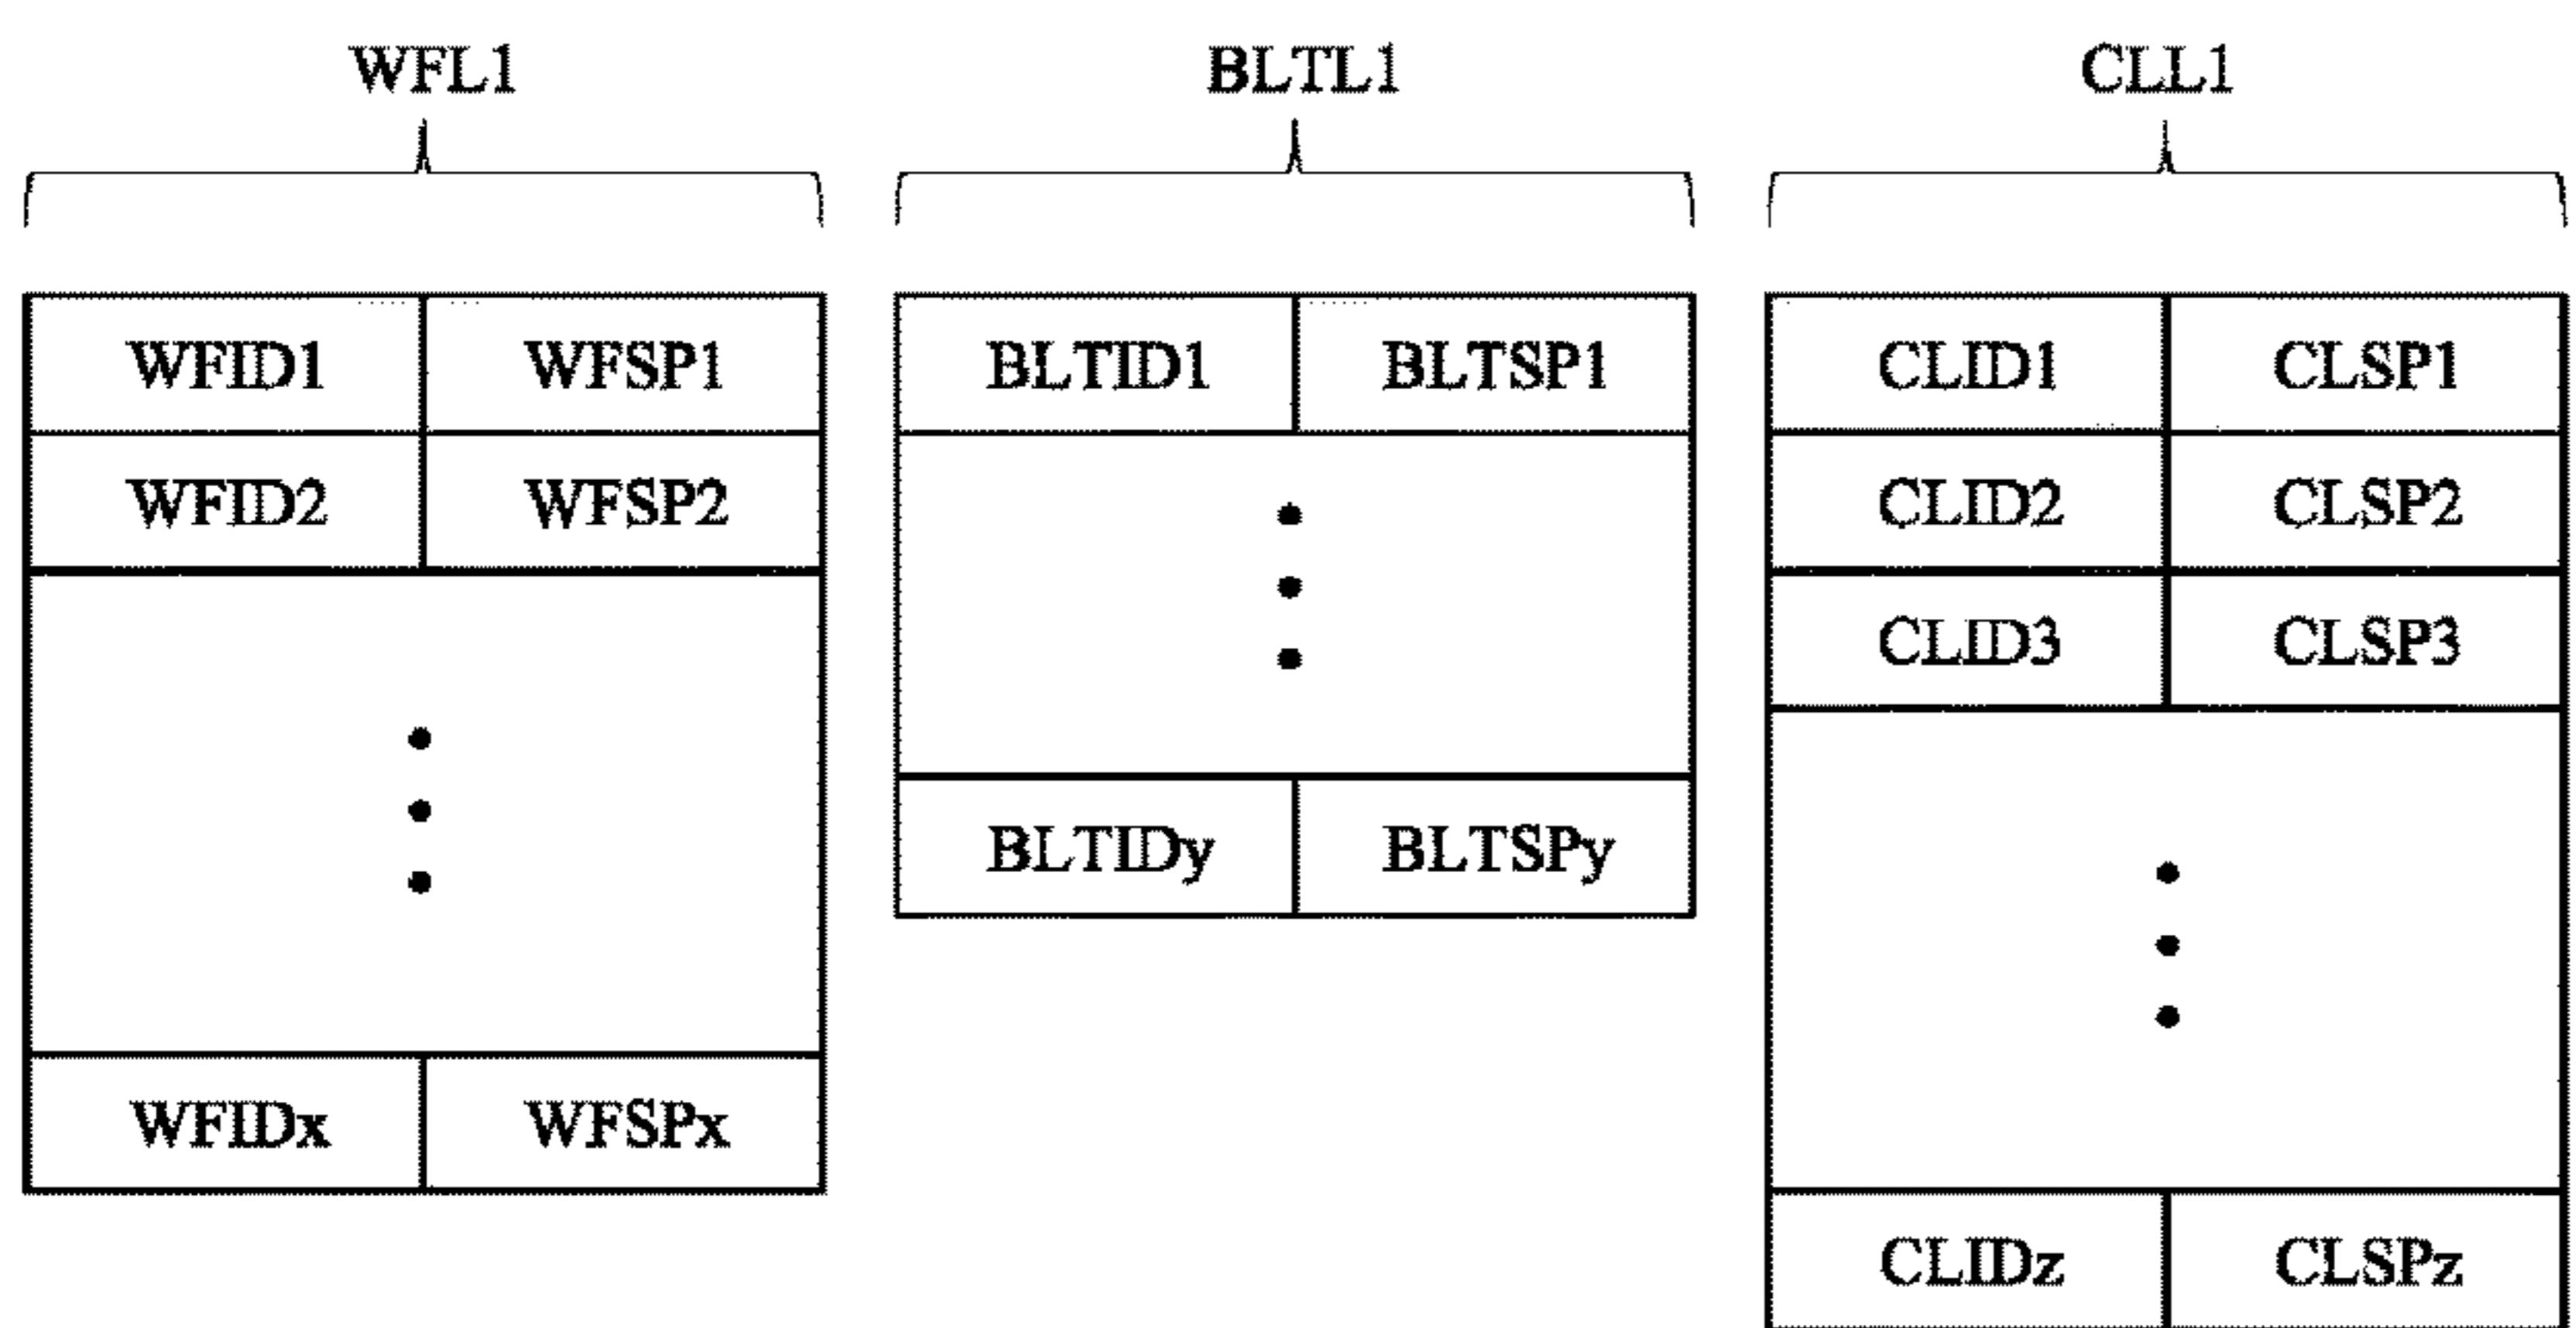 WFL1
WFID1 WFSP1
WFID2 WFSP2
WFIDx WFSPx
BLTL1
BLTID1 BLTSP1
BLTIDy BLTSPy
CLL1
CLID1 CLSP1
CLID2 CLSP2
CLID3 CLSP3
CLIDz CLSPz